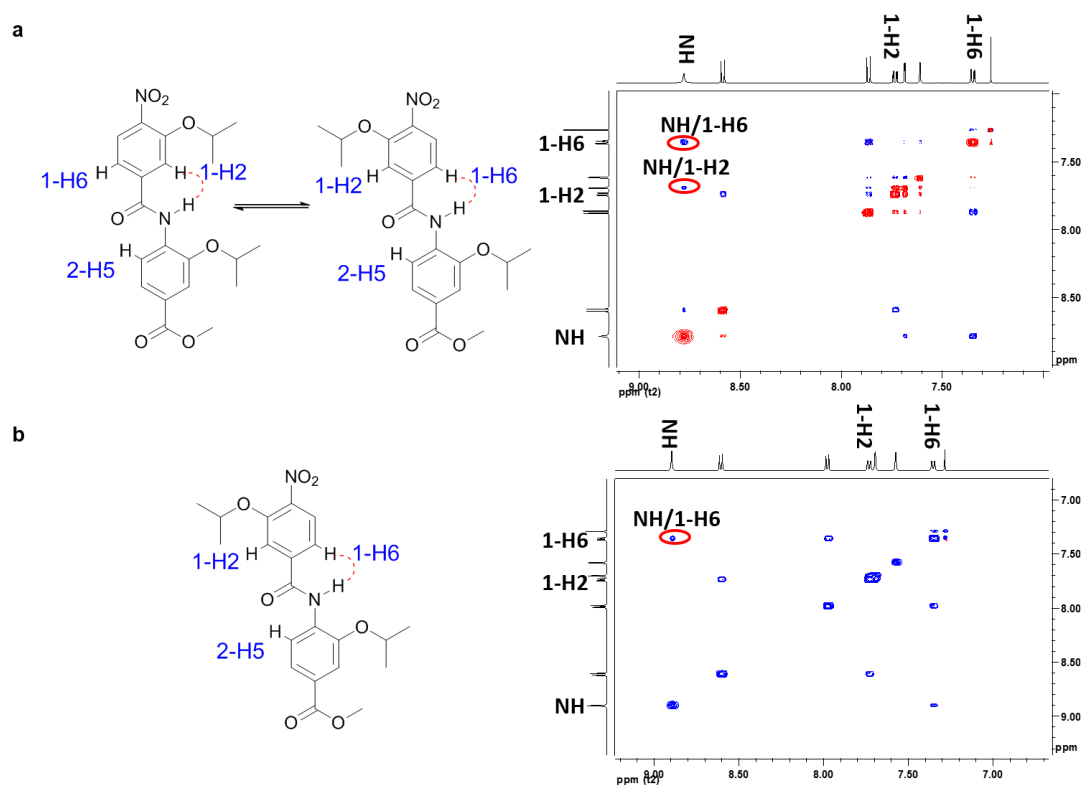 a
NO₂
O
H
H
1-H6
1-H2
O
N
H
H
O
2-H5
O
O
NO₂
O
H
1-H2
1-H6
O
N
H
H
O
2-H5
O
O
NH
1-H2
1-H6
NH/1-H6
NH/1-H2
1-H6
1-H2
NH
7.50
8.00
8.50
ppm
9.00
8.50
8.00
7.50
ppm (t2)
b
NO₂
O
H
1-H2
1-H6
O
N
H
H
O
2-H5
O
O
NH
1-H2
1-H6
NH/1-H6
1-H6
1-H2
NH
7.00
7.50
8.00
8.50
9.00
ppm
9.00
8.50
8.00
7.50
7.00
ppm (t2)